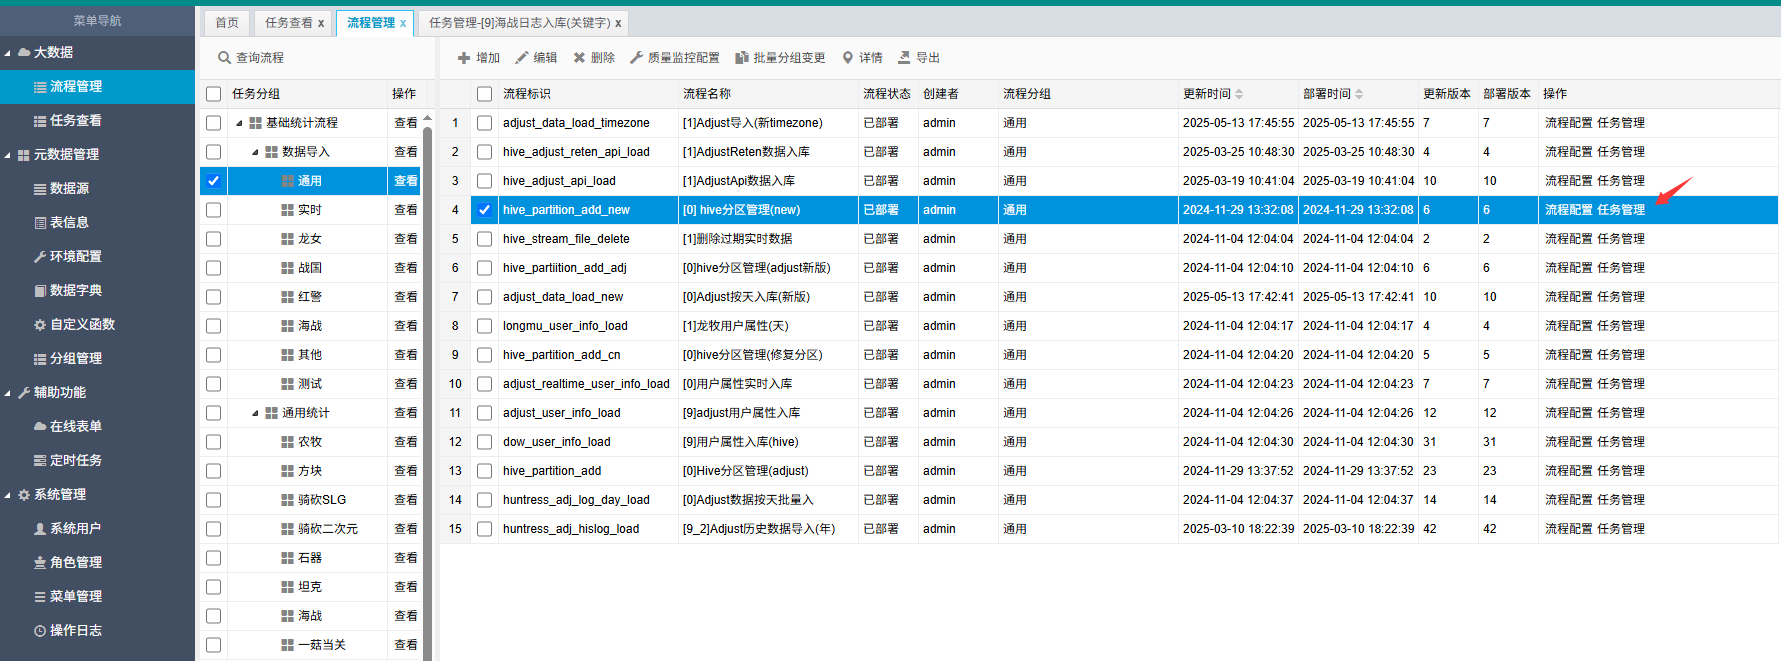 菜单导航
大数据
流程管理
任务查看
元数据管理
数据源
表信息
环境配置
数据字典
自定义函数
分组管理
辅助功能
在线表单
定时任务
系统管理
系统用户
角色管理
菜单管理
操作日志
首页 任务查看 x 流程管理 x 任务管理-[9]海战日志入库(关键字) x
查询流程
任务分组 操作
基础统计流程 查看
数据导入 查看
通用 查看
实时 查看
龙女 查看
战国 查看
红警 查看
海战 查看
其他 查看
测试 查看
通用统计 查看
农牧 查看
方块 查看
骑砍SLG 查看
骑砍二次元 查看
石器 查看
坦克 查看
海战 查看
一菇当关 查看
增加 编辑 删除 质量监控配置 批量分组变更 详情 导出
流程标识 流程名称 流程状态 创建者 流程分组 更新时间 部署时间 更新版本 部署版本 操作
1 adjust_data_load_timezone [1]Adjust导入(新timezone) 已部署 admin 通用 2025-05-13 17:45:55 2025-05-13 17:45:55 7 7 流程配置 任务管理
2 hive_adjust_reten_api_load [1]AdjustReten数据入库 已部署 admin 通用 2025-03-25 10:48:30 2025-03-25 10:48:30 4 4 流程配置 任务管理
3 hive_adjust_api_load [1]AdjustApi数据入库 已部署 admin 通用 2025-03-19 10:41:04 2025-03-19 10:41:04 10 10 流程配置 任务管理
4 hive_partition_add_new [0] hive分区管理(new) 已部署 admin 通用 2024-11-29 13:32:08 2024-11-29 13:32:08 6 6 流程配置 任务管理
5 hive_stream_file_delete [1]删除过期实时数据 已部署 admin 通用 2024-11-04 12:04:04 2024-11-04 12:04:04 2 2 流程配置 任务管理
6 hive_partiition_add_adj [0]hive分区管理(adjust新版) 已部署 admin 通用 2024-11-04 12:04:10 2024-11-04 12:04:10 6 6 流程配置 任务管理
7 adjust_data_load_new [0]Adjust按天入库(新版) 已部署 admin 通用 2025-05-13 17:42:41 2025-05-13 17:42:41 10 10 流程配置 任务管理
8 longmu_user_info_load [1]龙牧用户属性(天) 已部署 admin 通用 2024-11-04 12:04:17 2024-11-04 12:04:17 4 4 流程配置 任务管理
9 hive_partition_add_cn [0]hive分区管理(修复分区) 已部署 admin 通用 2024-11-04 12:04:20 2024-11-04 12:04:20 5 5 流程配置 任务管理
10 adjust_realtime_user_info_load [0]用户属性实时入库 已部署 admin 通用 2024-11-04 12:04:23 2024-11-04 12:04:23 7 7 流程配置 任务管理
11 adjust_user_info_load [9]adjust用户属性入库 已部署 admin 通用 2024-11-04 12:04:26 2024-11-04 12:04:26 12 12 流程配置 任务管理
12 dow_user_info_load [9]用户属性入库(hive) 已部署 admin 通用 2024-11-04 12:04:30 2024-11-04 12:04:30 31 31 流程配置 任务管理
13 hive_partition_add [0]Hive分区管理(adjust) 已部署 admin 通用 2024-11-29 13:37:52 2024-11-29 13:37:52 23 23 流程配置 任务管理
14 huntress_adj_log_day_load [0]Adjust数据按天批量入 已部署 admin 通用 2024-11-04 12:04:37 2024-11-04 12:04:37 14 14 流程配置 任务管理
15 huntress_adj_hislog_load [9_2]Adjust历史数据导入(年) 已部署 admin 通用 2025-03-10 18:22:39 2025-03-10 18:22:39 42 42 流程配置 任务管理